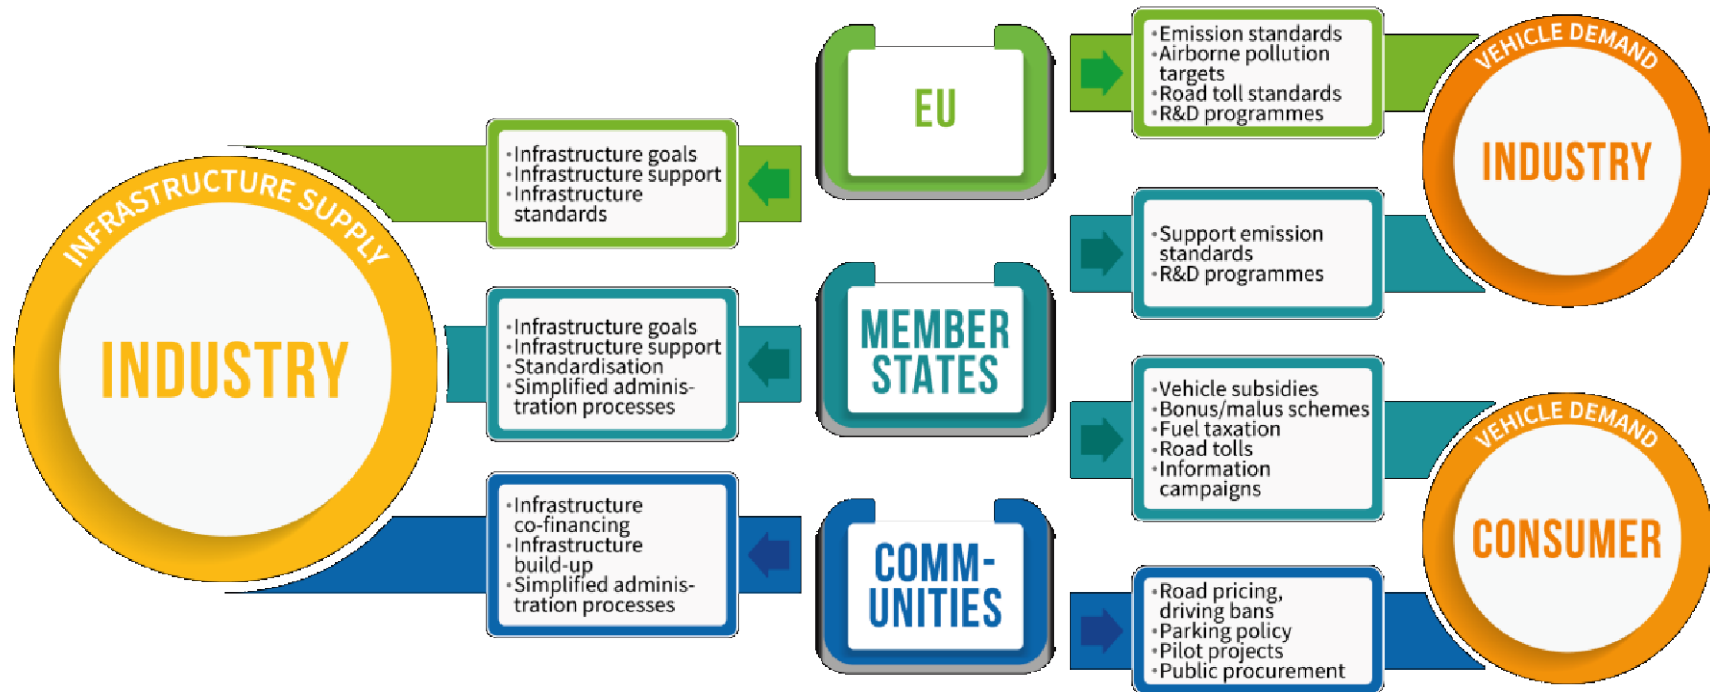 INFRASTRUCTURE SUPPLY
INDUSTRY
•Infrastructure goals
•Infrastructure support
•Infrastructure
standards
•Infrastructure goals
•Infrastructure support
•Standardisation
•Simplified adminis-
tration processes
•Infrastructure
co-financing
•Infrastructure
build-up
•Simplified adminis-
tration processes
EU
MEMBER
STATES
COMM-
UNITIES
•Emission standards
•Airborne pollution
targets
•Road toll standards
•R&D programmes
•Support emission
standards
•R&D programmes
•Vehicle subsidies
•Bonus/malus schemes
•Fuel taxation
•Road tolls
•Information
campaigns
•Road pricing,
driving bans
•Parking policy
•Pilot projects
•Public procurement
VEHICLE DEMAND
INDUSTRY
VEHICLE DEMAND
CONSUMER